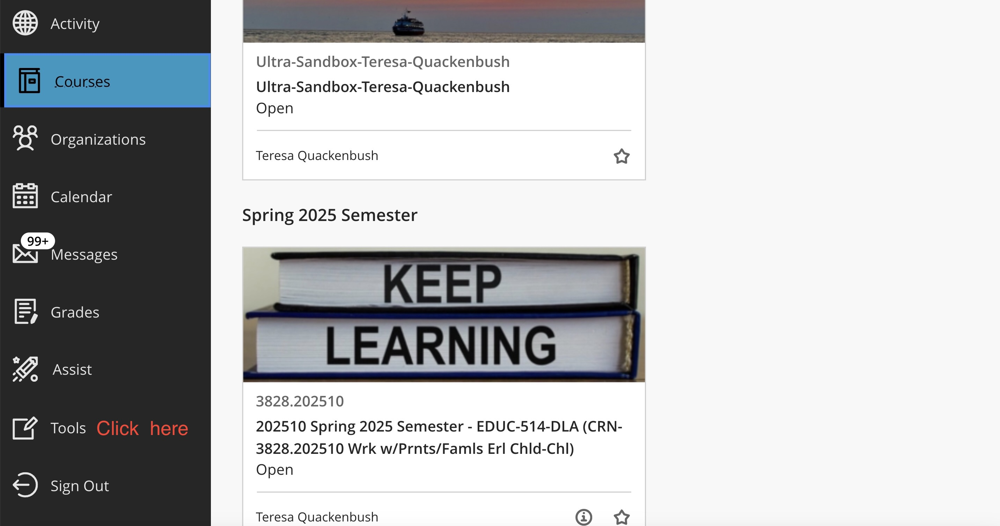 Activity
Courses
Organizations
Calendar
99+
Messages
Grades
Assist
Tools Click here
Sign Out
Ultra-Sandbox-Teresa-Quackenbush
Ultra-Sandbox-Teresa-Quackenbush
Open
Teresa Quackenbush
Spring 2025 Semester
KEEP
LEARNING
3828.202510
202510 Spring 2025 Semester - EDUC-514-DLA (CRN-
3828.202510 Wrk w/Prnts/Famls Erl Chld-Chl)
Open
Teresa Quackenbush